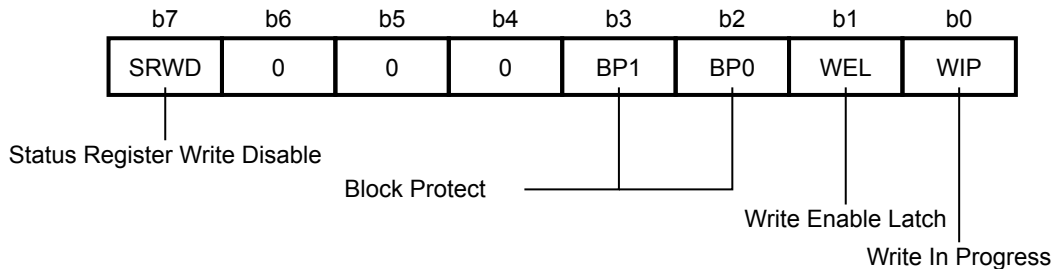 b7 b6 b5 b4 b3 b2 b1 b0
SRWD 0 0 0 BP1 BP0 WEL WIP
Status Register Write Disable
Block Protect
Write Enable Latch
Write In Progress